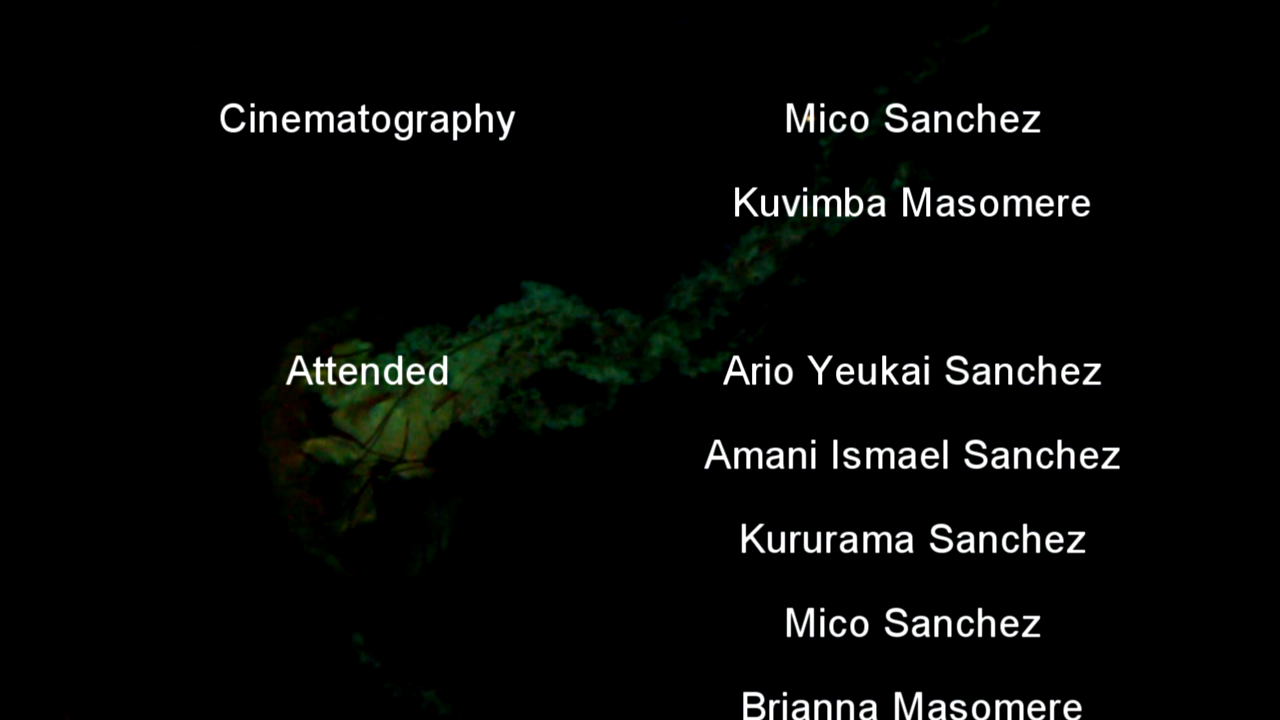 Cinematography Mico Sanchez
Kuvimba Masomere
Attended Ario Yeukai Sanchez
Amani Ismael Sanchez
Kururama Sanchez
Mico Sanchez
Brianna Masomere